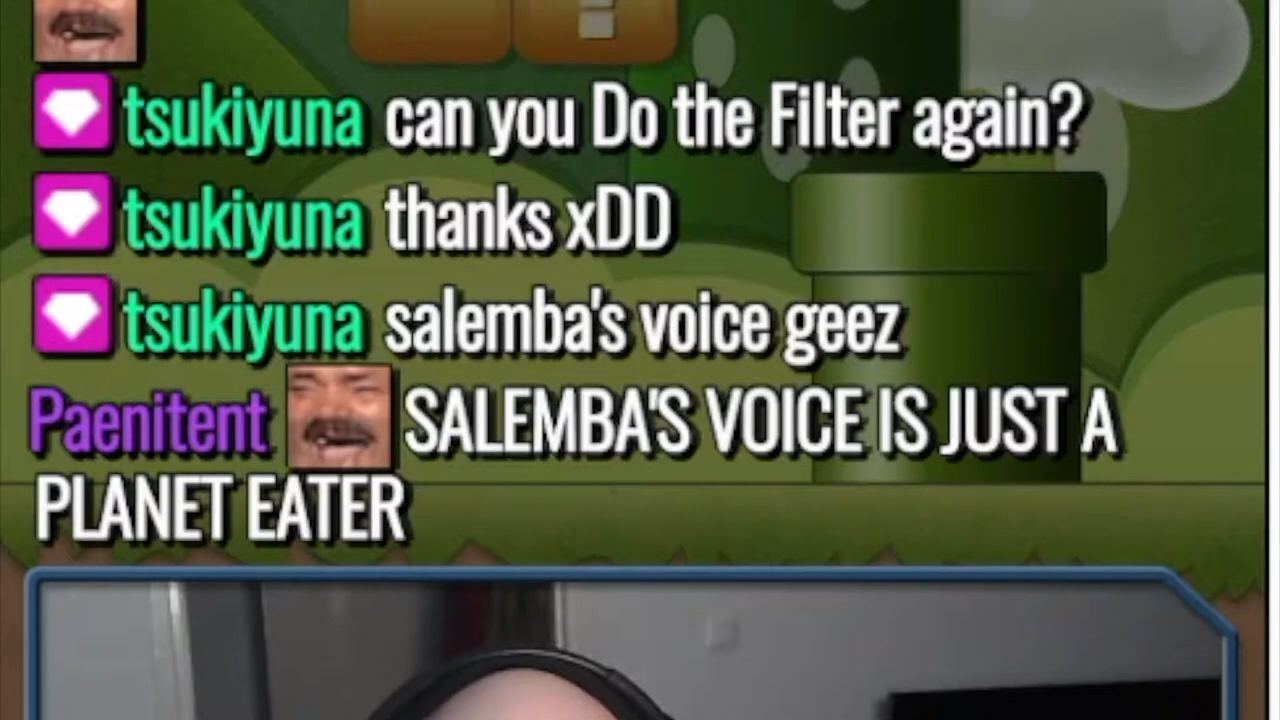 tsukiyuna can you Do the Filter again?
tsukiyuna thanks xDD
tsukiyuna salemba's voice geez
Paenitent SALEMBA'S VOICE IS JUST A
PLANET EATER